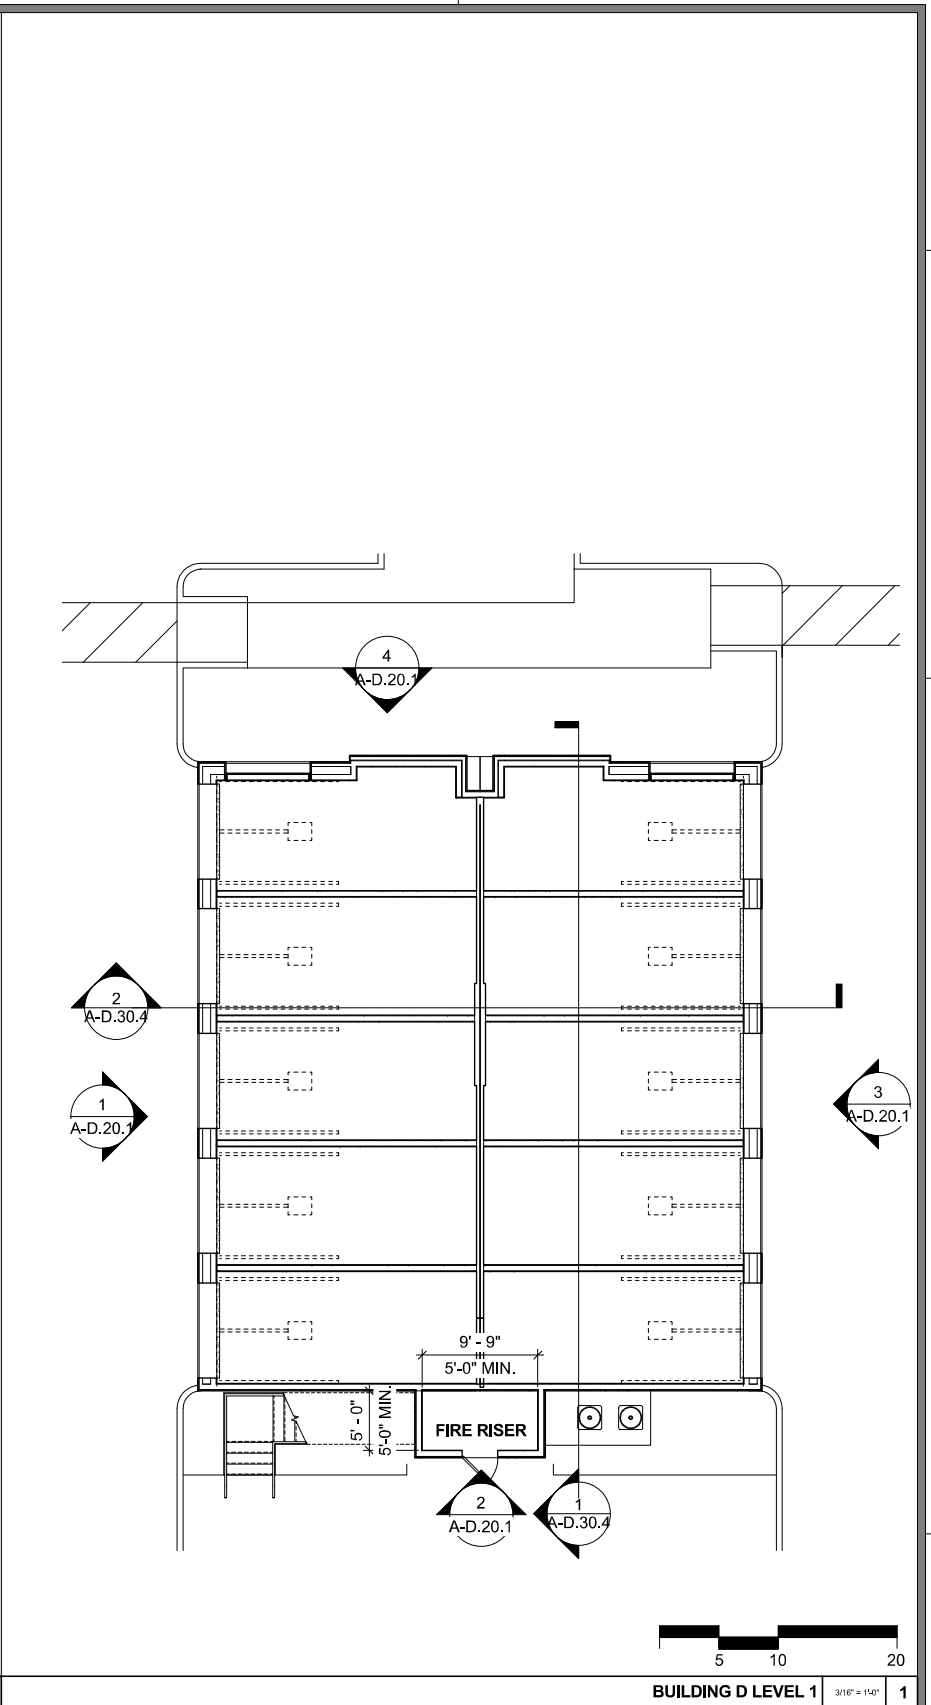 4
A-D.20.1
2
A-D.30.4
1
A-D.20.1
3
A-D.20.1
9' - 9"
5'-0" MIN.
5' - 0"
5'-0" MIN.
FIRE RISER
2
A-D.20.1
1
A-D.30.4
5 10 20
BUILDING D LEVEL 1 3/16" = 1'-0" 1